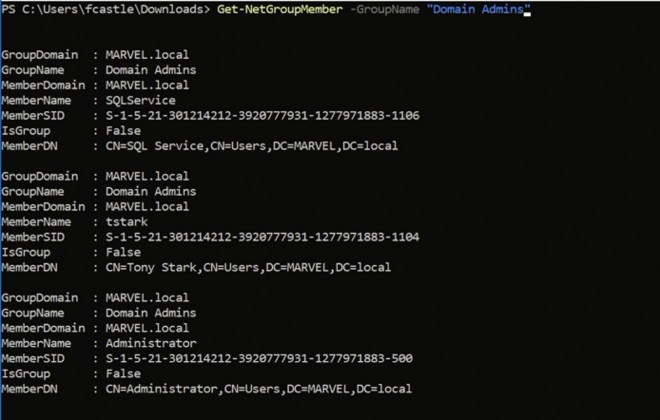 PS C:\Users\fcastle\Downloads> Get-NetGroupMember -GroupName "Domain Admins"
GroupDomain : MARVEL.local
GroupName : Domain Admins
MemberDomain : MARVEL.local
MemberName : SQLService
MemberSID : S-1-5-21-301214212-3920777931-1277971883-1106
IsGroup : False
MemberDN : CN=SQL Service,CN=Users,DC=MARVEL,DC=local
GroupDomain : MARVEL.local
GroupName : Domain Admins
MemberDomain : MARVEL.local
MemberName : tstark
MemberSID : S-1-5-21-301214212-3920777931-1277971883-1104
IsGroup : False
MemberDN : CN=Tony Stark,CN=Users,DC=MARVEL,DC=local
GroupDomain : MARVEL.local
GroupName : Domain Admins
MemberDomain : MARVEL.local
MemberName : Administrator
MemberSID : S-1-5-21-301214212-3920777931-1277971883-500
IsGroup : False
MemberDN : CN=Administrator,CN=Users,DC=MARVEL,DC=local